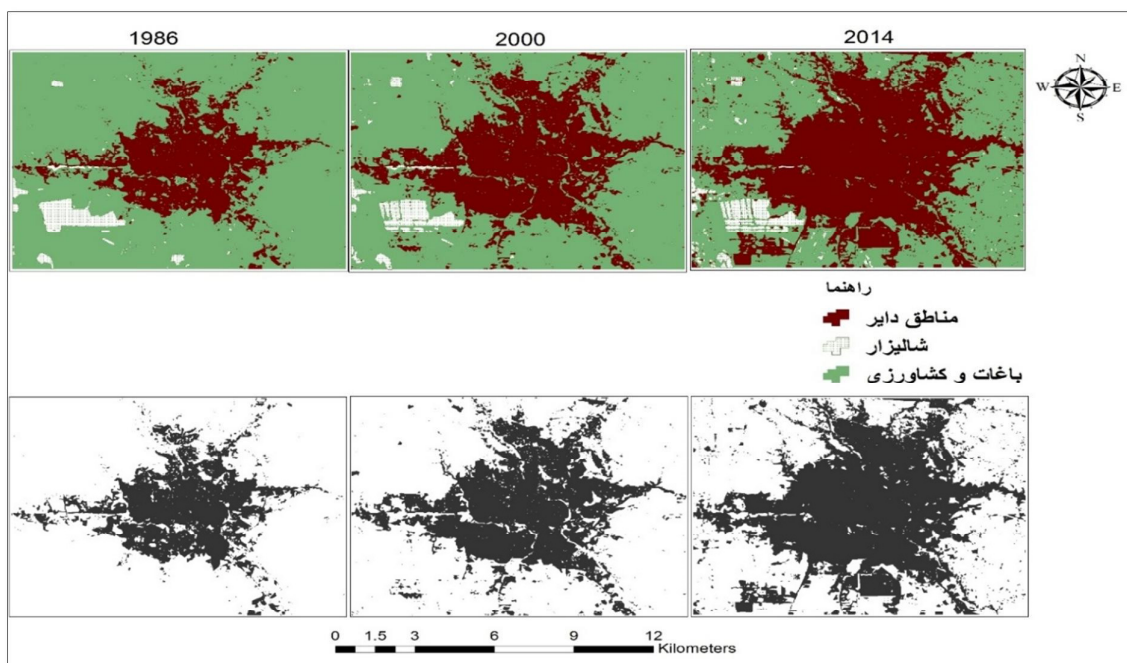 1986
2000
2014
N
W E
S
راهنما
مناطق دایر
شالیزار
باغات و کشاورزی
0 1.5 3 6 9 12
Kilometers